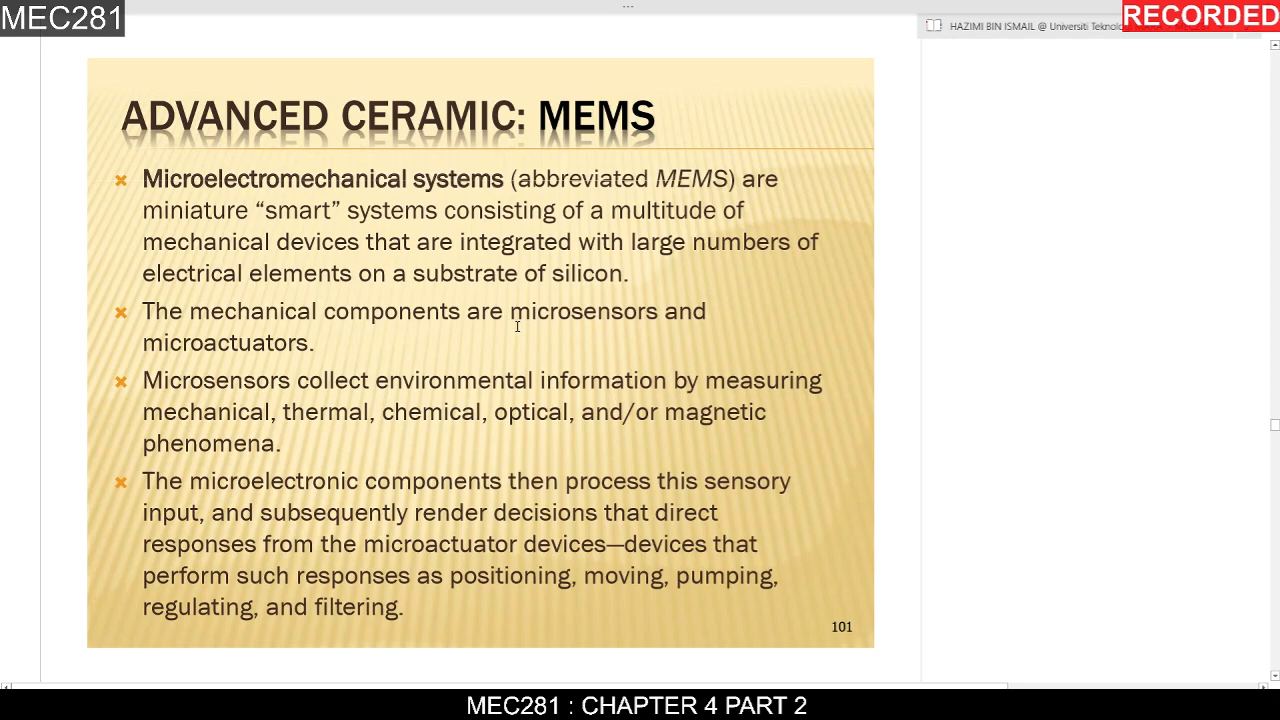 MEC281
RECORDED
HAZIMI BIN ISMAIL @ Universiti
ADVANCED CERAMIC: MEMS
Microelectromechanical systems (abbreviated MEMS) are
miniature “smart” systems consisting of a multitude of
mechanical devices that are integrated with large numbers of
electrical elements on a substrate of silicon.
The mechanical components are microsensors and
microactuators.
Microsensors collect environmental information by measuring
mechanical, thermal, chemical, optical, and/or magnetic
phenomena.
The microelectronic components then process this sensory
input, and subsequently render decisions that direct
responses from the microactuator devices—devices that
perform such responses as positioning, moving, pumping,
regulating, and filtering.
101
MEC281 : CHAPTER 4 PART 2